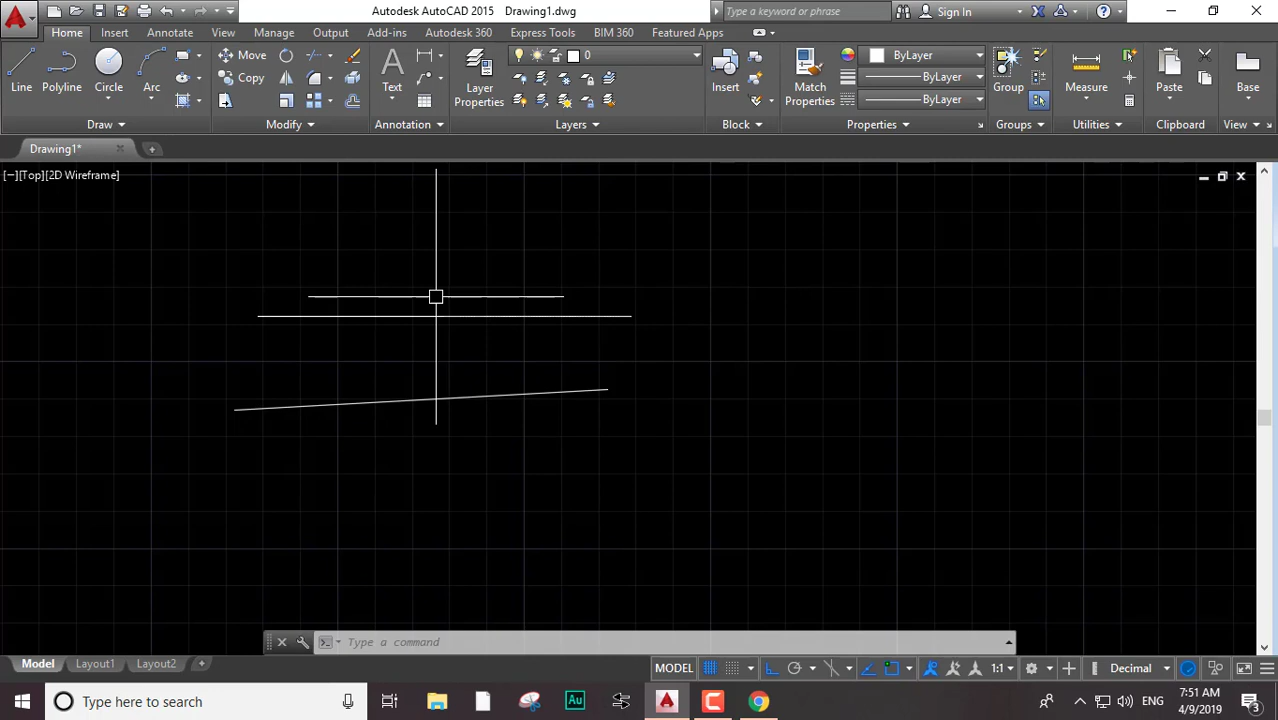 Autodesk AutoCAD 2015 Drawing1.dwg
Type a keyword or phrase
Sign In
Home Insert Annotate View Manage Output Add-ins Autodesk 360 Express Tools BIM 360 Featured Apps
Line Polyline Circle Arc
Move
Copy
Text
Layer
Properties
0
Insert
Match
Properties
ByLayer
ByLayer
ByLayer
Group
Measure
Paste
Base
Draw Modify Annotation Layers Block Properties Groups Utilities Clipboard View
Drawing1*
[−][Top][2D Wireframe]
Type a command
Model Layout1 Layout2
MODEL
1:1
Decimal
Type here to search
Au
ENG
7:51 AM
4/9/2019
3